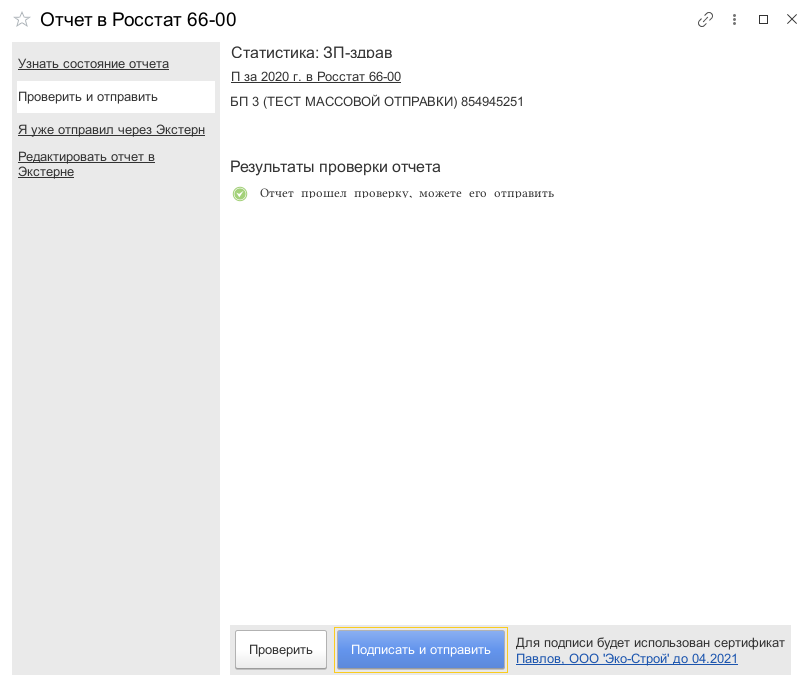 Отчет в Росстат 66-00
Узнать состояние отчета
Проверить и отправить
Я уже отправил через Экстерн
Редактировать отчет в
Экстерне
Статистика: ЗП-здрав
П за 2020 г. в Росстат 66-00
БП 3 (ТЕСТ МАССОВОЙ ОТПРАВКИ) 854945251
Результаты проверки отчета
Отчет прошел проверку, можете его отправить
Проверить
Подписать и отправить
Для подписи будет использован сертификат
Павлов, ООО 'Эко-Строй' до 04.2021